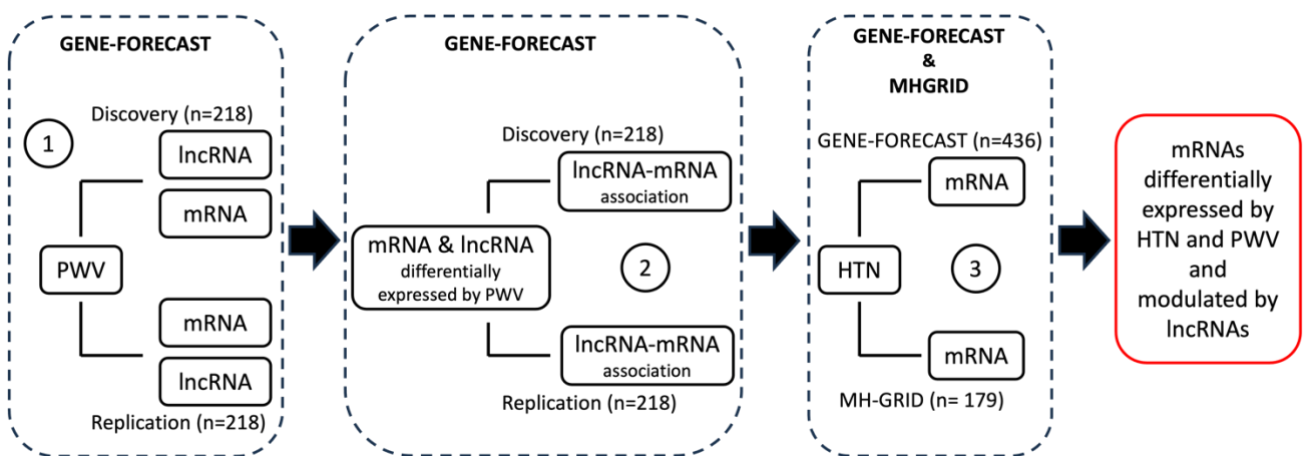 GENE-FORECAST
Discovery (n=218)
1
lncRNA
mRNA
PWV
mRNA
lncRNA
Replication (n=218)
GENE-FORECAST
Discovery (n=218)
lncRNA-mRNA
association
mRNA & lncRNA
differentially
expressed by PWV
2
lncRNA-mRNA
association
Replication (n=218)
GENE-FORECAST
&
MHGRID
GENE-FORECAST (n=436)
mRNA
HTN
3
mRNA
MH-GRID (n= 179)
mRNAs
differentially
expressed by
HTN and PWV
and
modulated by
lncRNAs